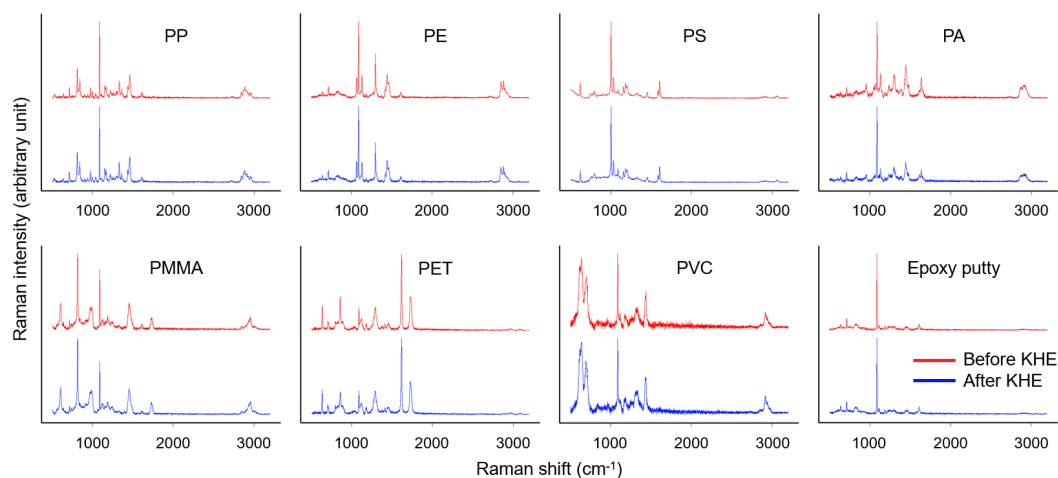 PP PE PS PA
1000 2000 3000 1000 2000 3000 1000 2000 3000 1000 2000 3000
Raman intensity (arbitrary unit)
PMMA PET PVC Epoxy putty
Before KHE
After KHE
1000 2000 3000 1000 2000 3000 1000 2000 3000 1000 2000 3000
Raman shift (cm⁻¹)